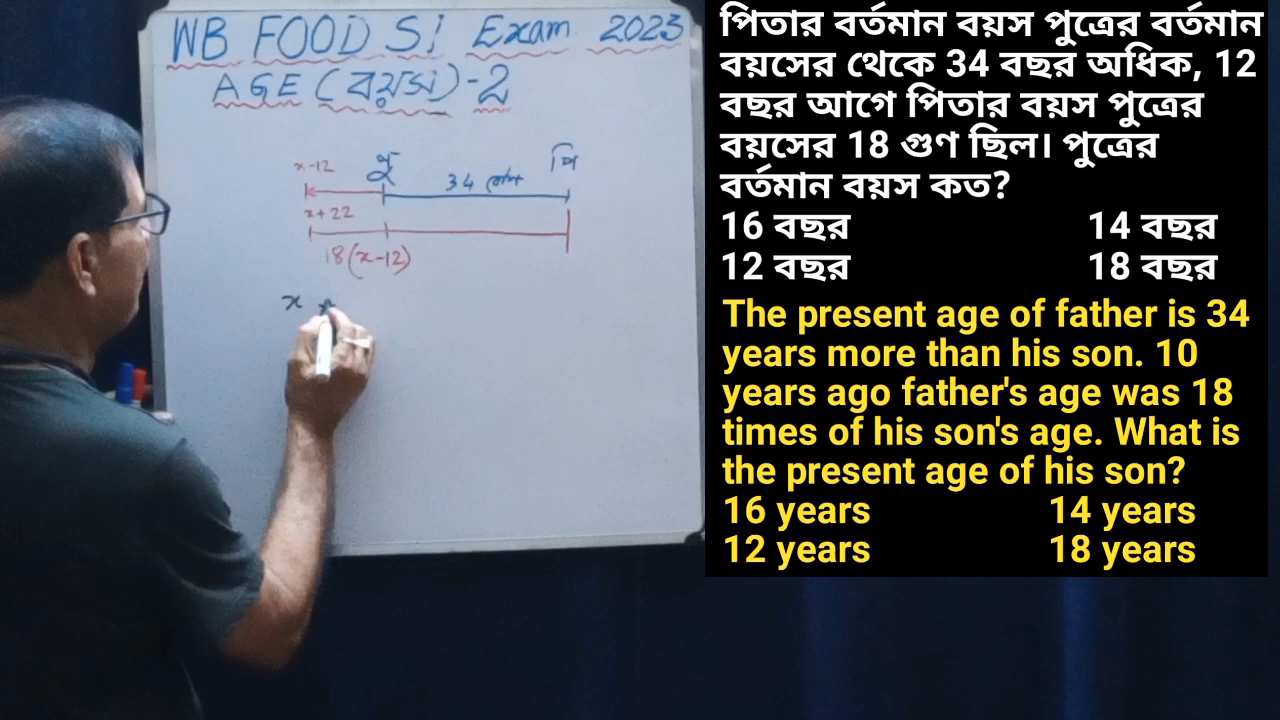 WB FOOD SI Exam 2023
AGE (বয়স) - 2
x-12 পু 34 বেশি পি
x+22
18(x-12)
x
পিতার বর্তমান বয়স পুত্রের বর্তমান
বয়সের থেকে 34 বছর অধিক, 12
বছর আগে পিতার বয়স পুত্রের
বয়সের 18 গুণ ছিল। পুত্রের
বর্তমান বয়স কত?
16 বছর 14 বছর
12 বছর 18 বছর
The present age of father is 34
years more than his son. 10
years ago father's age was 18
times of his son's age. What is
the present age of his son?
16 years 14 years
12 years 18 years